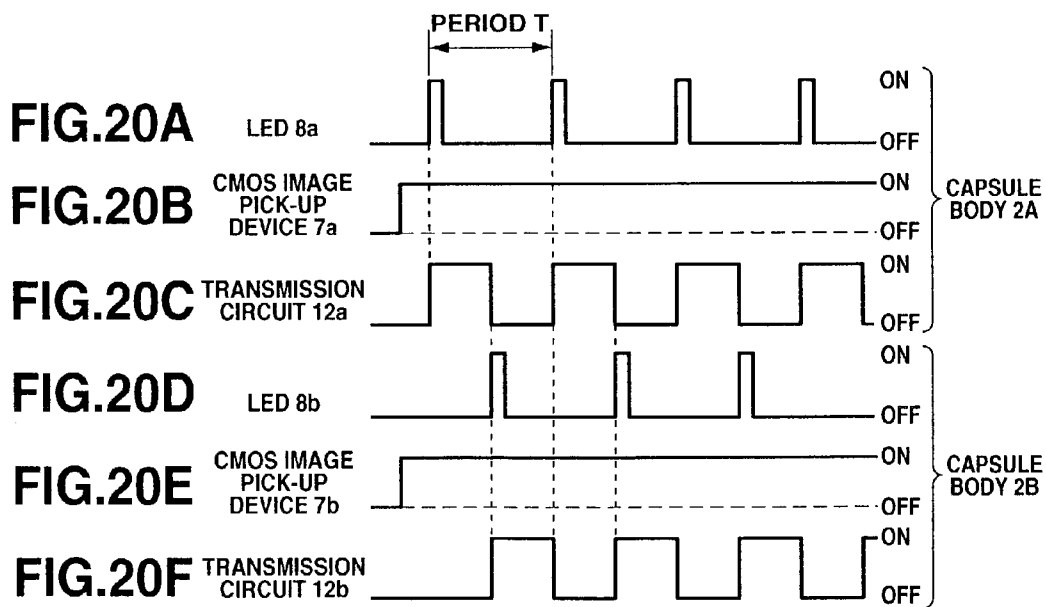 PERIOD T
FIG.20A LED 8a ON OFF
FIG.20B CMOS IMAGE PICK-UP DEVICE 7a ON OFF
CAPSULE BODY 2A
FIG.20C TRANSMISSION CIRCUIT 12a ON OFF
FIG.20D LED 8b ON OFF
FIG.20E CMOS IMAGE PICK-UP DEVICE 7b ON OFF
CAPSULE BODY 2B
FIG.20F TRANSMISSION CIRCUIT 12b ON OFF